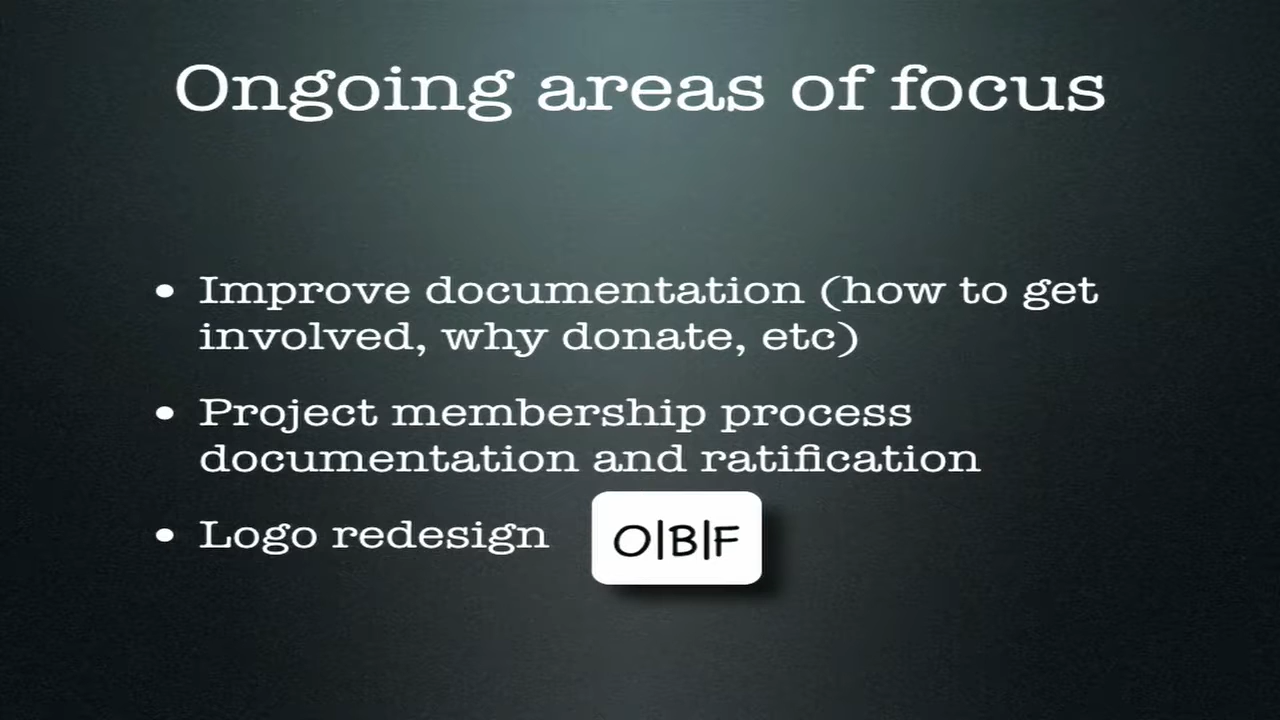 Ongoing areas of focus
• Improve documentation (how to get
involved, why donate, etc)
• Project membership process
documentation and ratification
• Logo redesign
O|B|F